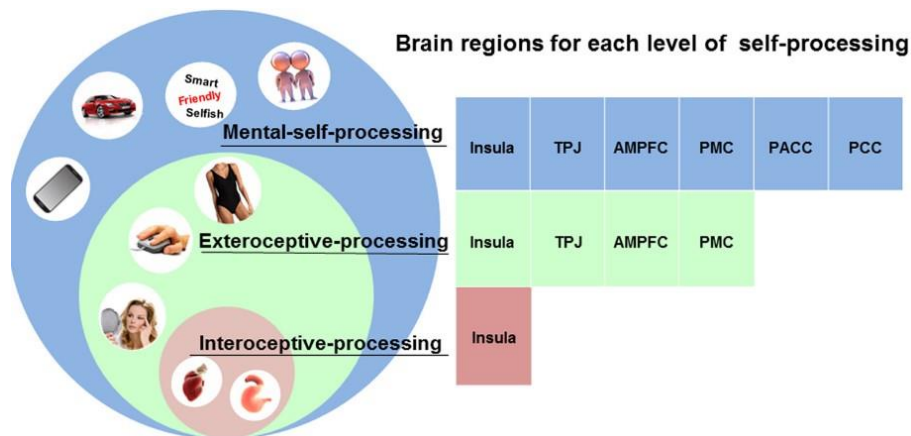 Brain regions for each level of self-processing
Smart
Friendly
Selfish
Mental-self-processing
Insula TPJ AMPFC PMC PACC PCC
Exteroceptive-processing
Insula TPJ AMPFC PMC
Interoceptive-processing
Insula